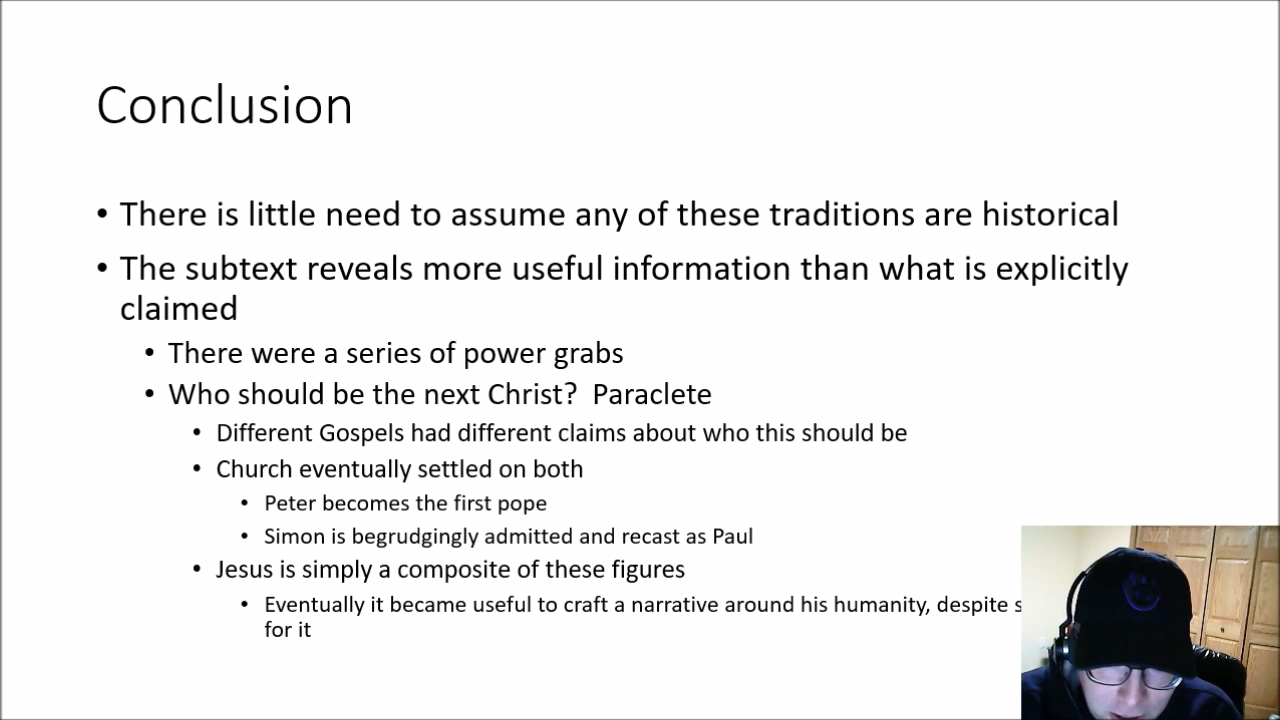 Conclusion
• There is little need to assume any of these traditions are historical
• The subtext reveals more useful information than what is explicitly
claimed
• There were a series of power grabs
• Who should be the next Christ?  Paraclete
• Different Gospels had different claims about who this should be
• Church eventually settled on both
• Peter becomes the first pope
• Simon is begrudgingly admitted and recast as Paul
• Jesus is simply a composite of these figures
• Eventually it became useful to craft a narrative around his humanity, despite
for it